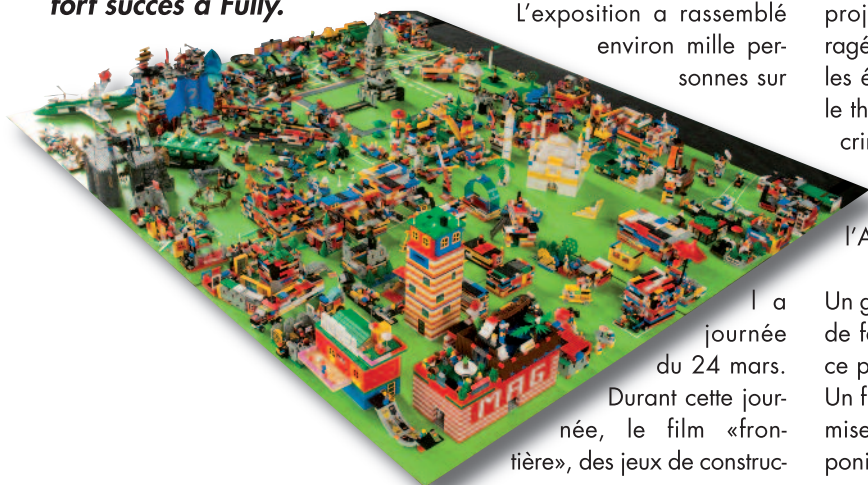 fort succès à Fully.
L'exposition a rassemblé
environ mille per-
sonnes sur
l a
journée
du 24 mars.
Durant cette jour-
née, le film «fron-
tière», des jeux de construc-
proj
ragé
les é
le th
crir
l'A
Un g
de fo
ce p
Un f
mise
poni
MAG